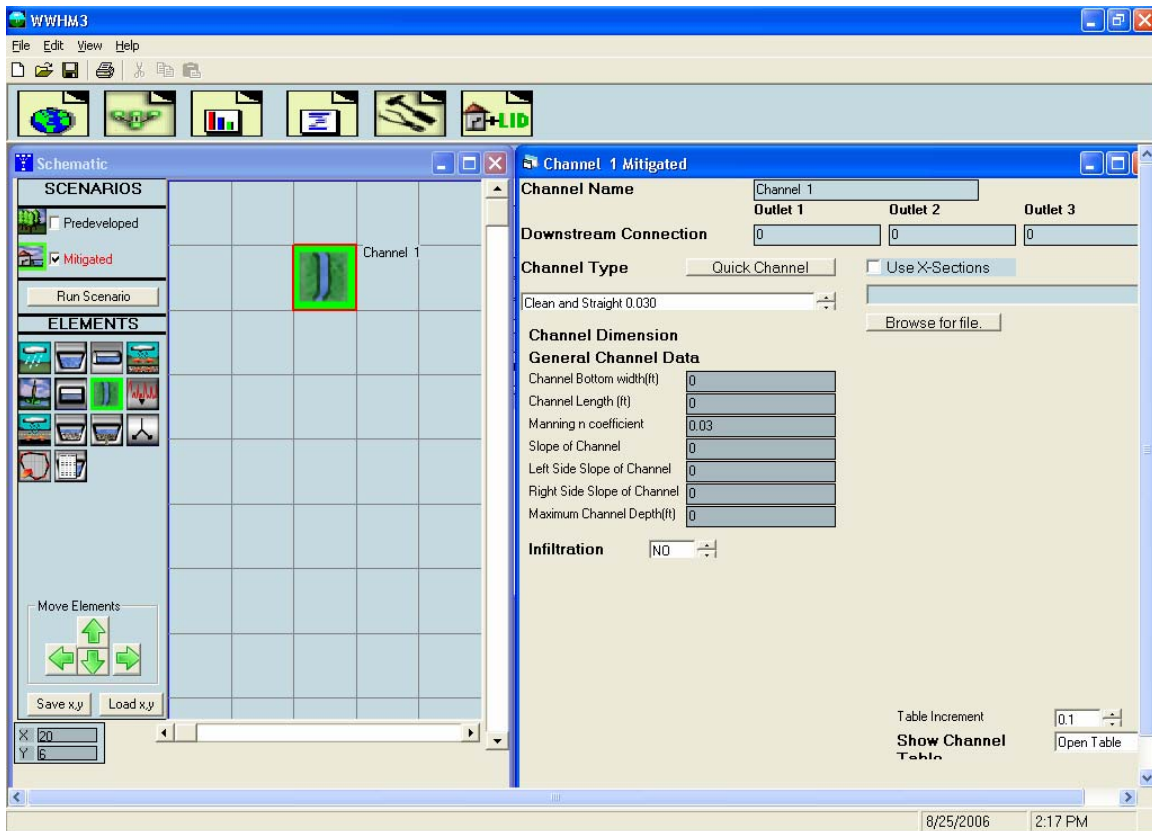 WWHM3
File Edit View Help
+LID
Schematic
SCENARIOS
Predeveloped
Mitigated
Run Scenario
ELEMENTS
Move Elements
Save x,y Load x,y
X 20
Y 6
Channel 1
Channel 1 Mitigated
Channel Name Channel 1
Outlet 1 Outlet 2 Outlet 3
Downstream Connection 0 0 0
Channel Type Quick Channel Use X-Sections
Clean and Straight 0.030
Browse for file.
Channel Dimension
General Channel Data
Channel Bottom width(ft) 0
Channel Length (ft) 0
Manning n coefficient 0.03
Slope of Channel 0
Left Side Slope of Channel 0
Right Side Slope of Channel 0
Maximum Channel Depth(ft) 0
Infiltration NO
Table Increment 0.1
Show Channel Open Table
Table
8/25/2006 2:17 PM